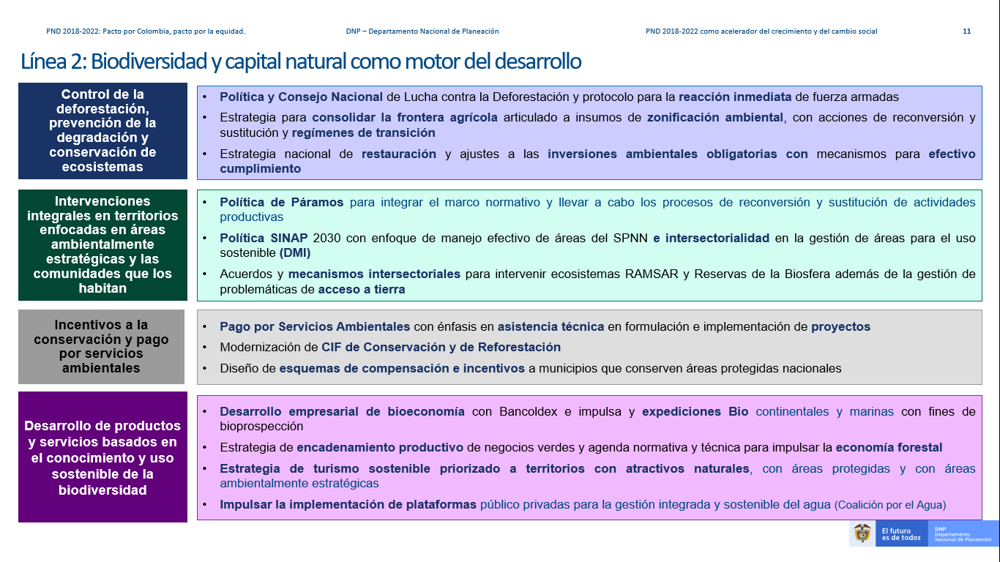 PND 2018-2022: Pacto por Colombia, pacto por la equidad.
DNP – Departamento Nacional de Planeación
PND 2018-2022 como acelerador del crecimiento y del cambio social
11
Línea 2: Biodiversidad y capital natural como motor del desarrollo
Control de la
deforestación,
prevención de la
degradación y
conservación de
ecosistemas
• Política y Consejo Nacional de Lucha contra la Deforestación y protocolo para la reacción inmediata de fuerza armadas
• Estrategia para consolidar la frontera agrícola articulado a insumos de zonificación ambiental, con acciones de reconversión y
sustitución y regímenes de transición
• Estrategia nacional de restauración y ajustes a las inversiones ambientales obligatorias con mecanismos para efectivo
cumplimiento
Intervenciones
integrales en territorios
enfocadas en áreas
ambientalmente
estratégicas y las
comunidades que los
habitan
• Política de Páramos para integrar el marco normativo y llevar a cabo los procesos de reconversión y sustitución de actividades
productivas
• Política SINAP 2030 con enfoque de manejo efectivo de áreas del SPNN e intersectorialidad en la gestión de áreas para el uso
sostenible (DMI)
• Acuerdos y mecanismos intersectoriales para intervenir ecosistemas RAMSAR y Reservas de la Biosfera además de la gestión de
problemáticas de acceso a tierra
Incentivos a la
conservación y pago
por servicios
ambientales
• Pago por Servicios Ambientales con énfasis en asistencia técnica en formulación e implementación de proyectos
• Modernización de CIF de Conservación y de Reforestación
• Diseño de esquemas de compensación e incentivos a municipios que conserven áreas protegidas nacionales
Desarrollo de productos
y servicios basados en
el conocimiento y uso
sostenible de la
biodiversidad
• Desarrollo empresarial de bioeconomía con Bancoldex e impulsa y expediciones Bio continentales y marinas con fines de
bioprospección
• Estrategia de encadenamiento productivo de negocios verdes y agenda normativa y técnica para impulsar la economía forestal
• Estrategia de turismo sostenible priorizado a territorios con atractivos naturales, con áreas protegidas y con áreas
ambientalmente estratégicas
• Impulsar la implementación de plataformas público privadas para la gestión integrada y sostenible del agua (Coalición por el Agua)
El futuro
es de todos
DNP
Departamento
Nacional de Planeación